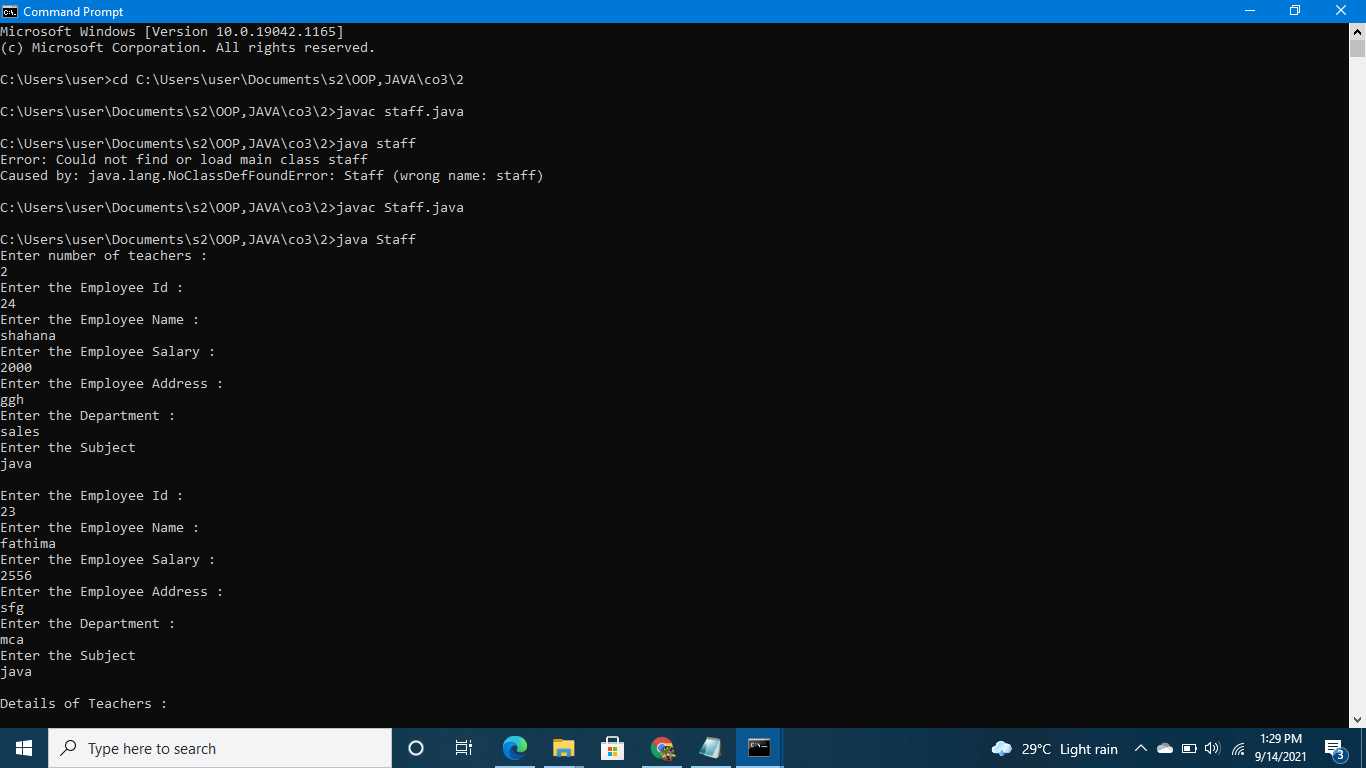 Command Prompt
Microsoft Windows [Version 10.0.19042.1165]
(c) Microsoft Corporation. All rights reserved.
C:\Users\user>cd C:\Users\user\Documents\s2\OOP,JAVA\co3\2
C:\Users\user\Documents\s2\OOP,JAVA\co3\2>javac staff.java
C:\Users\user\Documents\s2\OOP,JAVA\co3\2>java staff
Error: Could not find or load main class staff
Caused by: java.lang.NoClassDefFoundError: Staff (wrong name: staff)
C:\Users\user\Documents\s2\OOP,JAVA\co3\2>javac Staff.java
C:\Users\user\Documents\s2\OOP,JAVA\co3\2>java Staff
Enter number of teachers :
2
Enter the Employee Id :
24
Enter the Employee Name :
shahana
Enter the Employee Salary :
2000
Enter the Employee Address :
ggh
Enter the Department :
sales
Enter the Subject
java
Enter the Employee Id :
23
Enter the Employee Name :
fathima
Enter the Employee Salary :
2556
Enter the Employee Address :
sfg
Enter the Department :
mca
Enter the Subject
java
Details of Teachers :
Type here to search
29°C Light rain
1:29 PM
9/14/2021
3